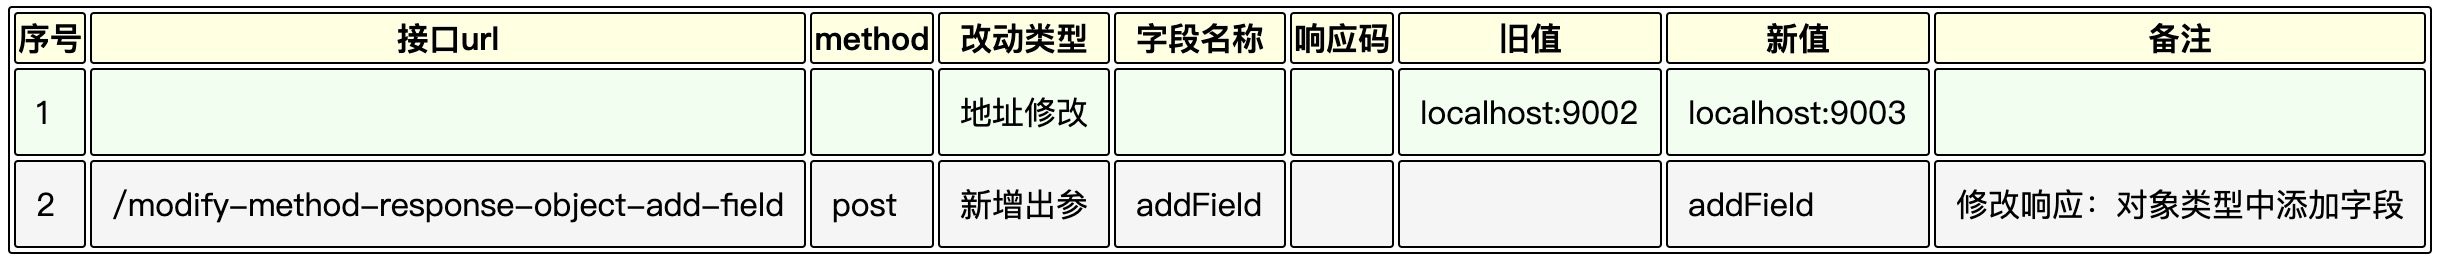 序号 接口url method 改动类型 字段名称 响应码 旧值 新值 备注
1 地址修改 localhost:9002 localhost:9003
2 /modify-method-response-object-add-field post 新增出参 addField addField 修改响应：对象类型中添加字段